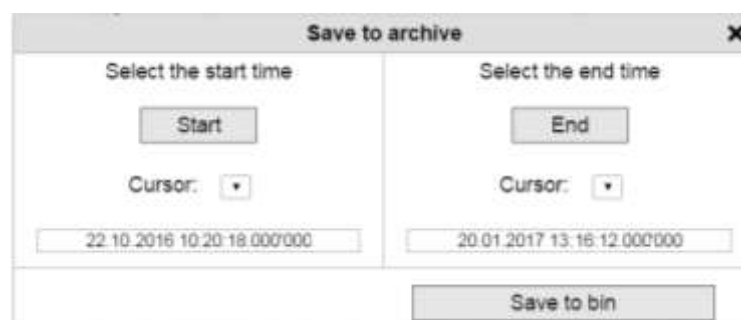 Save to archive ×
Select the start time Select the end time
Start End
Cursor: ▾ Cursor: ▾
22.10.2016 10:20:18.000'000 20.01.2017 13:16:12.000'000
Save to bin